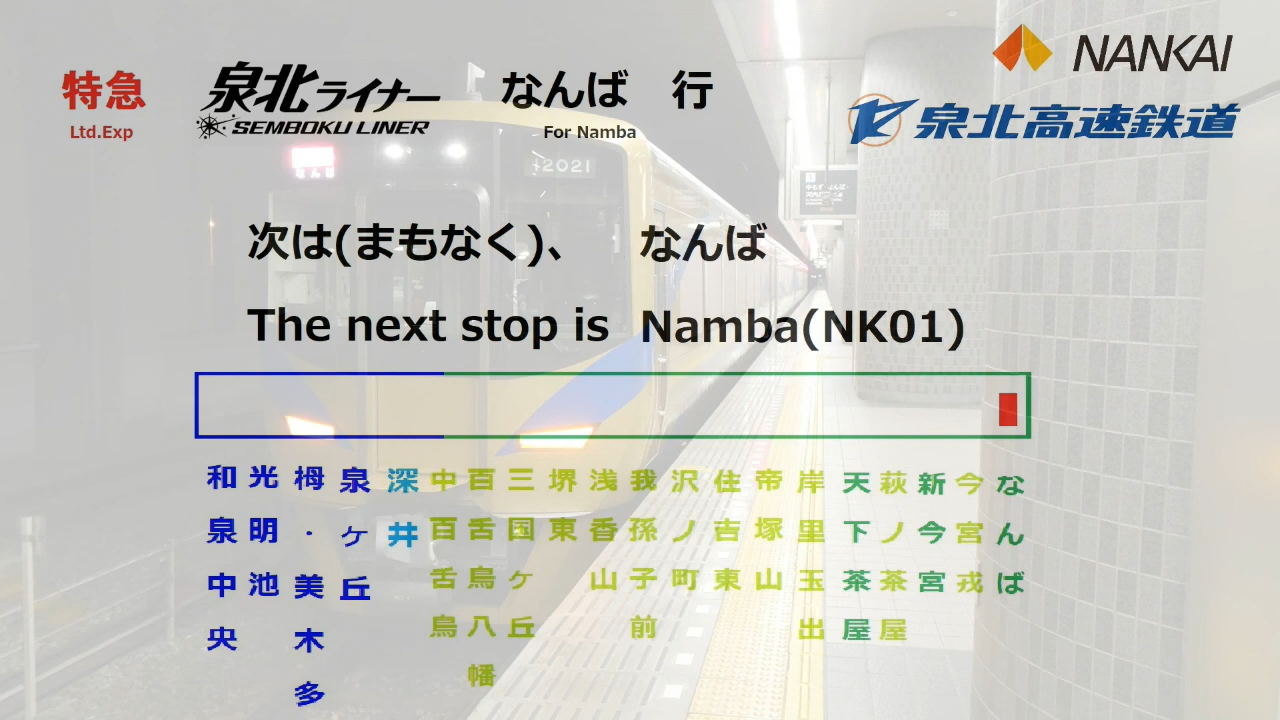 特急
Ltd.Exp
泉北ライナー
SEMBOKU LINER
なんば 行
For Namba
NANKAI
泉北高速鉄道
なんば
2021
次は(まもなく)、 なんば
The next stop is Namba(NK01)
和泉中央
光明池
栂・美木多
泉ヶ丘
深井
中百舌鳥
百舌鳥八幡
三国ケ丘
堺東
浅香山
我孫子前
沢ノ町
住吉東
帝塚山
岸里玉出
天下茶屋
萩ノ茶屋
新今宮
今宮戎
なんば